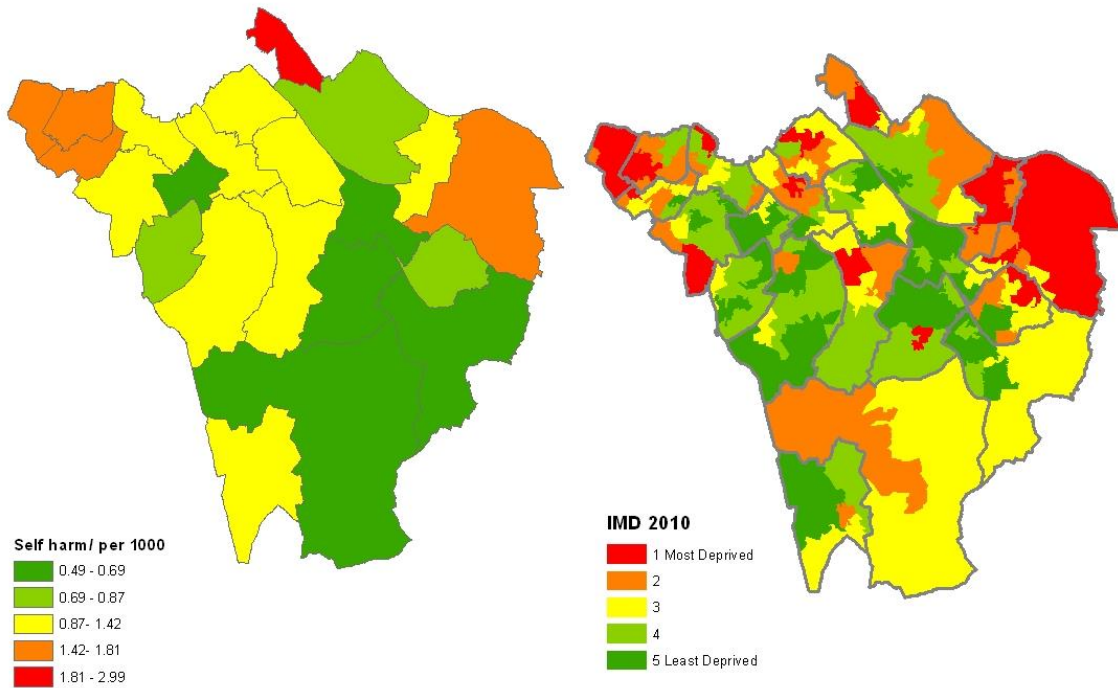 Self harm/ per 1000
0.49 - 0.69
0.69 - 0.87
0.87- 1.42
1.42- 1.81
1.81 - 2.99
IMD 2010
1 Most Deprived
2
3
4
5 Least Deprived